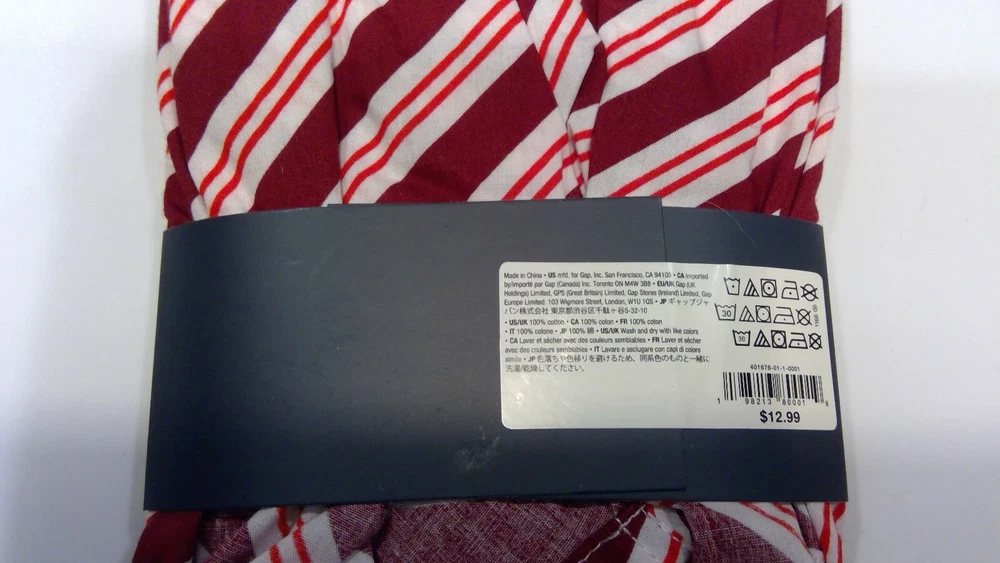 Made in China • US mfd. for Gap, Inc. San Francisco, CA 94105 • CA Imported
by/importé par Gap (Canada) Inc. Toronto ON M4W 3B8 • EU/UK Gap (UK
Holdings) Limited, GPS (Great Britain) Limited, Gap Stores (Ireland) Limited, Gap
Europe Limited: 103 Wigmore Street, London, W1U 1QS • JP ギャップジャ
パン株式会社 東京都渋谷区千駄ヶ谷5-32-10
• US/UK 100% cotton • CA 100% cotton • FR 100% coton
• IT 100% cotone • JP 100% 綿 • US/UK Wash and dry with like colors
• CA Laver et sécher avec des couleurs semblables • FR Laver et sécher
avec des couleurs semblables • IT Lavare e asciugare con capi di colore
simile • JP 色落ちや色移りを避けるため、同系色のものと一緒に
洗濯/乾燥してください。
30
30
401678-01-1-0001
1 98213 80001 9
$12.99